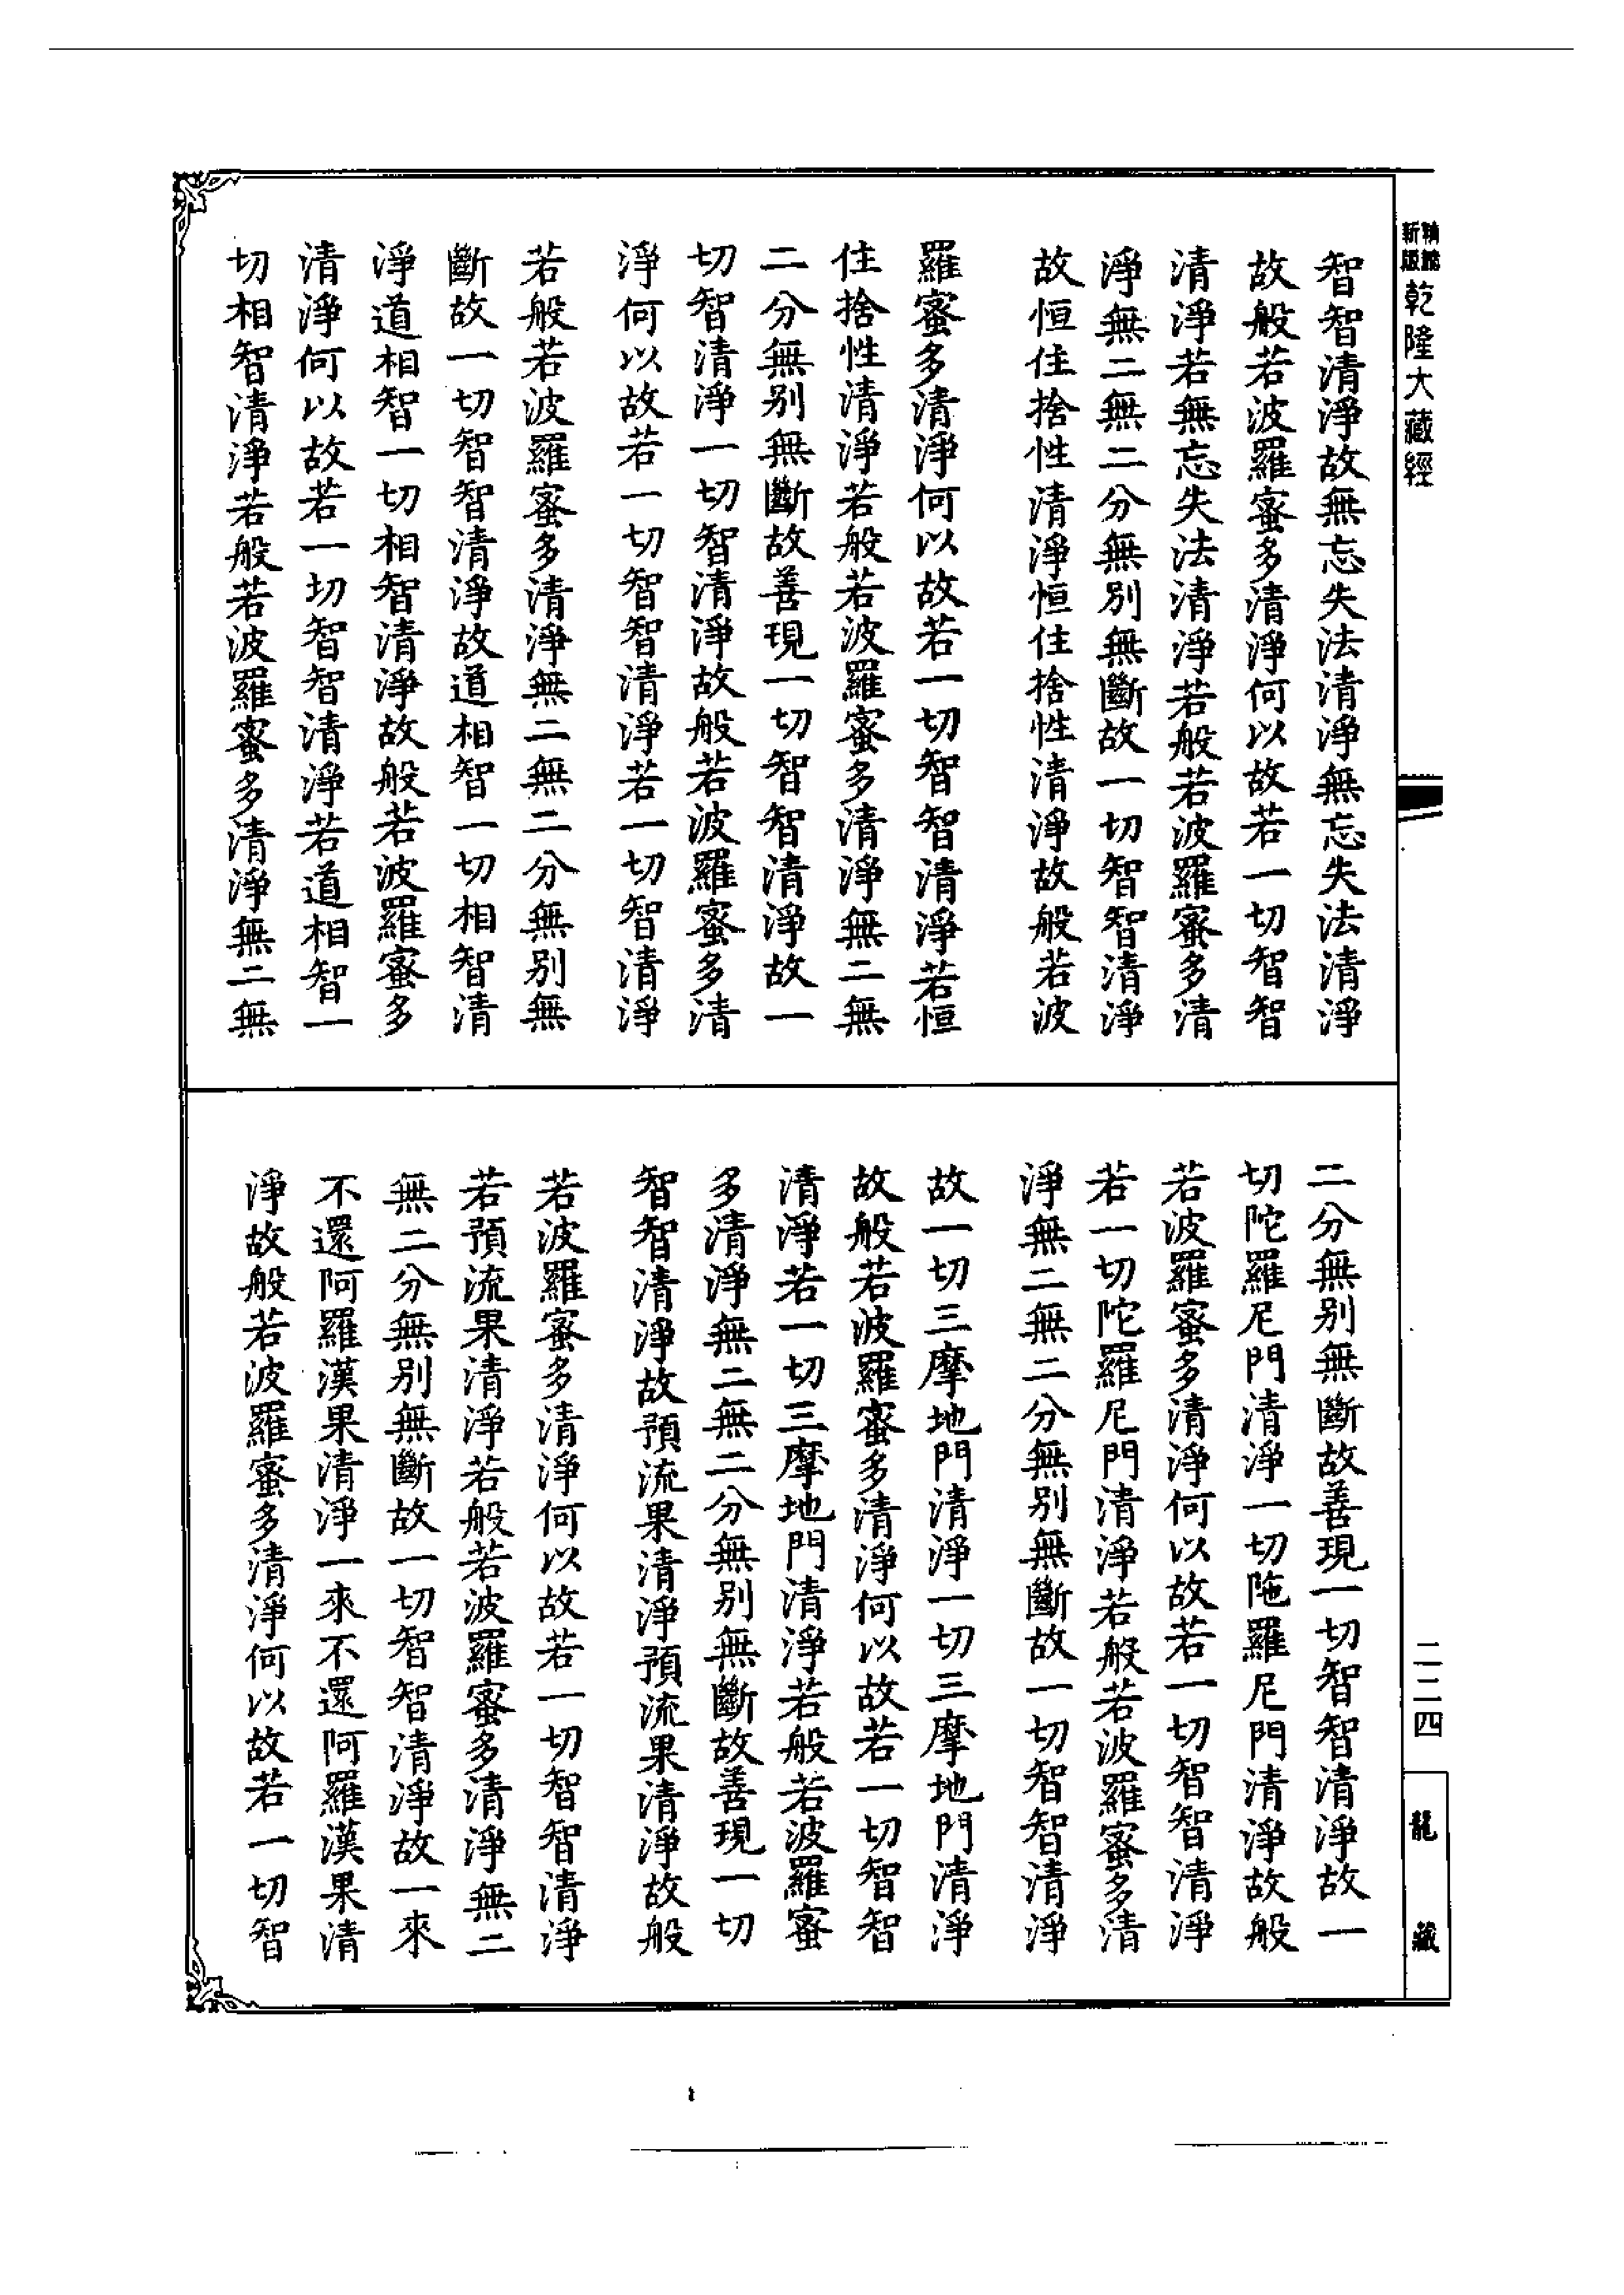 乾隆大藏經
智智清淨故無忘失法清淨無忘失法清淨
故般若波羅蜜多清淨何以故若一切智智
清淨若無忘失法清淨若般若波羅蜜多清
淨無二無二分無別無斷故一切智智清淨
故恒住捨性清淨恒住捨性清淨故般若波
羅蜜多清淨何以故若一切智智清淨若恒
住捨性清淨若般若波羅蜜多清淨無二無
二分無別無斷故善現一切智智清淨故一
切智清淨一切智清淨故般若波羅蜜多清
淨何以故若一切智智清淨若一切智清淨
若般若波羅蜜多清淨無二無二分無別無
斷故一切智智清淨故道相智一切相智清
淨道相智一切相智清淨故般若波羅蜜多
清淨何以故若一切智智清淨若道相智一
切相智清淨若般若波羅蜜多清淨無二無
二分無別無斷故善現一切智智清淨故一
切陀羅尼門清淨一切陁羅尼門清淨故般
若波羅蜜多清淨何以故若一切智智清淨
若一切陀羅尼門清淨若般若波羅蜜多清
淨無二無二分無別無斷故一切智智清淨
故一切三摩地門清淨一切三摩地門清淨
故般若波羅蜜多清淨何以故若一切智智
清淨若一切三摩地門清淨若般若波羅蜜
多清淨無二無二分無別無斷故善現一切
智智清淨故預流果清淨預流果清淨故般
若波羅蜜多清淨何以故若一切智智清淨
若預流果清淨若般若波羅蜜多清淨無二
無二分無別無斷故一切智智清淨故一來
不還阿羅漢果清淨一來不還阿羅漢果清
淨故般若波羅蜜多清淨何以故若一切智
二二四
龍藏